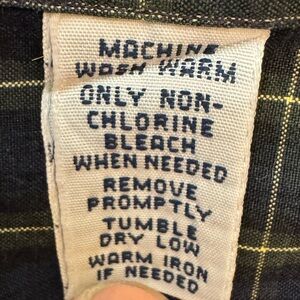 MACHINE
WASH WARM
ONLY NON-
CHLORINE
BLEACH
WHEN NEEDED
REMOVE
PROMPTLY
TUMBLE
DRY LOW
WARM IRON
IF NEEDED